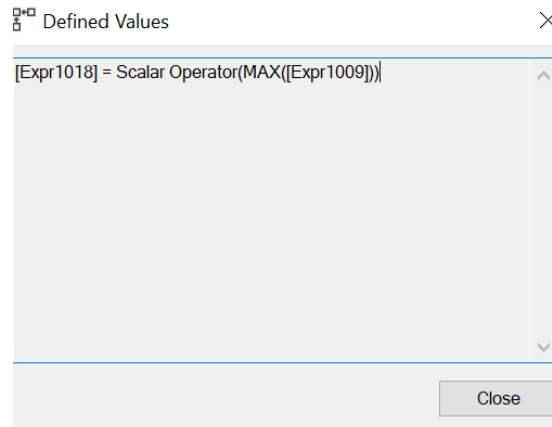 Defined Values
[Expr1018] = Scalar Operator(MAX([Expr1009]))
Close